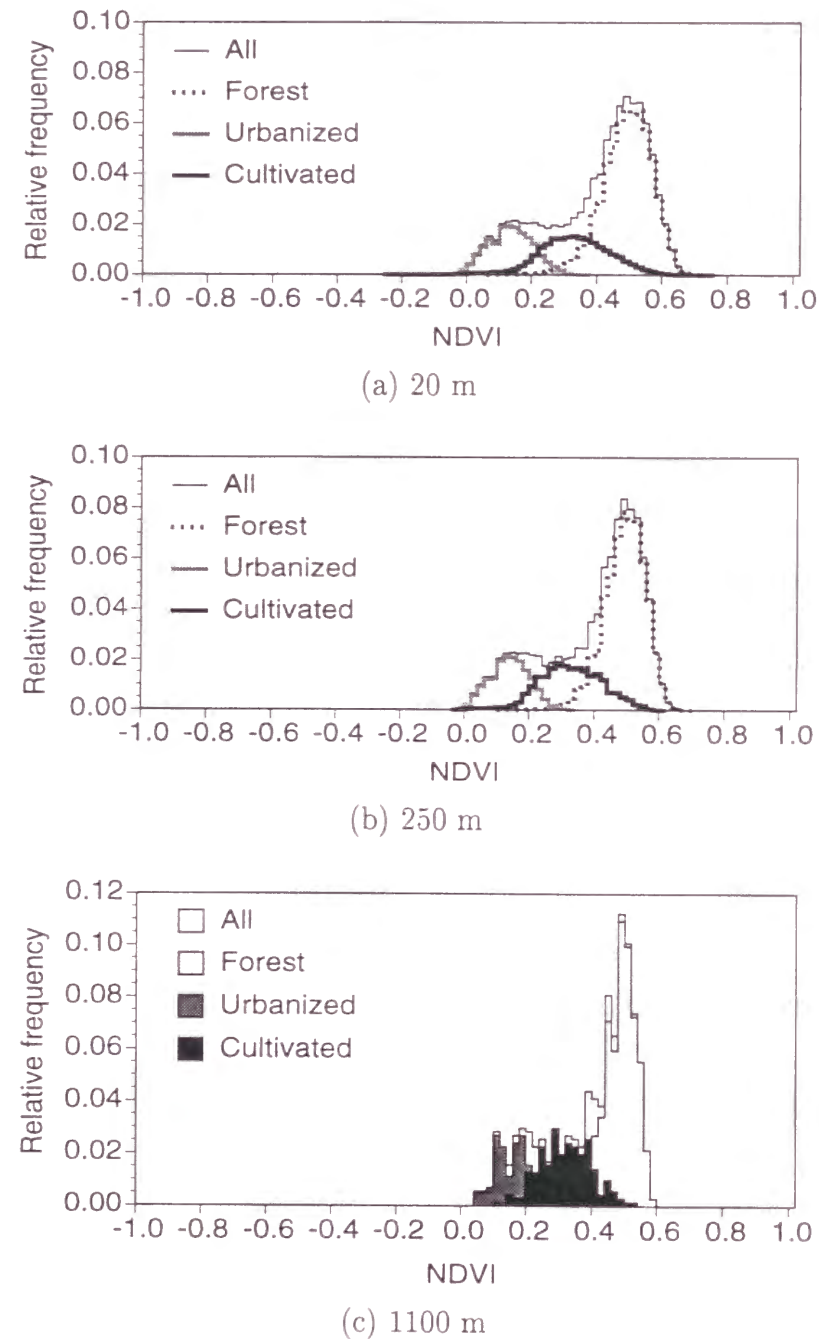 0.10
0.08
0.06
0.04
0.02
0.00
Relative frequency
All
Forest
Urbanized
Cultivated
-1.0 -0.8 -0.6 -0.4 -0.2 0.0 0.2 0.4 0.6 0.8 1.0
NDVI
(a) 20 m
0.10
0.08
0.06
0.04
0.02
0.00
Relative frequency
All
Forest
Urbanized
Cultivated
-1.0 -0.8 -0.6 -0.4 -0.2 0.0 0.2 0.4 0.6 0.8 1.0
NDVI
(b) 250 m
0.12
0.10
0.08
0.06
0.04
0.02
0.00
Relative frequency
All
Forest
Urbanized
Cultivated
-1.0 -0.8 -0.6 -0.4 -0.2 0.0 0.2 0.4 0.6 0.8 1.0
NDVI
(c) 1100 m